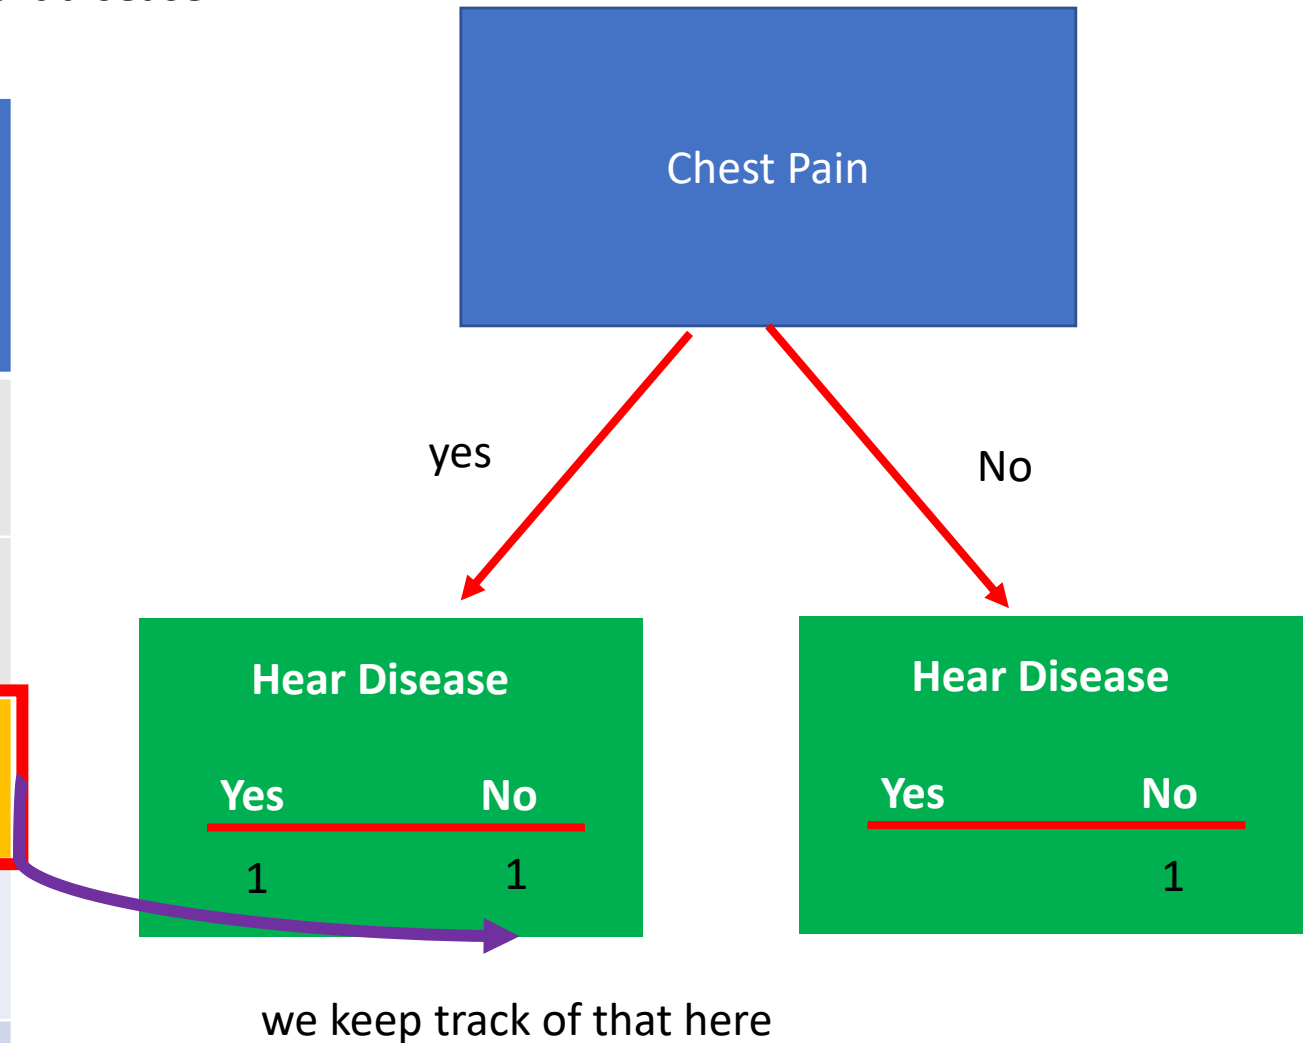 Chest Pain
yes
No
Hear Disease
Yes No
1 1
Hear Disease
Yes No
1
we keep track of that here